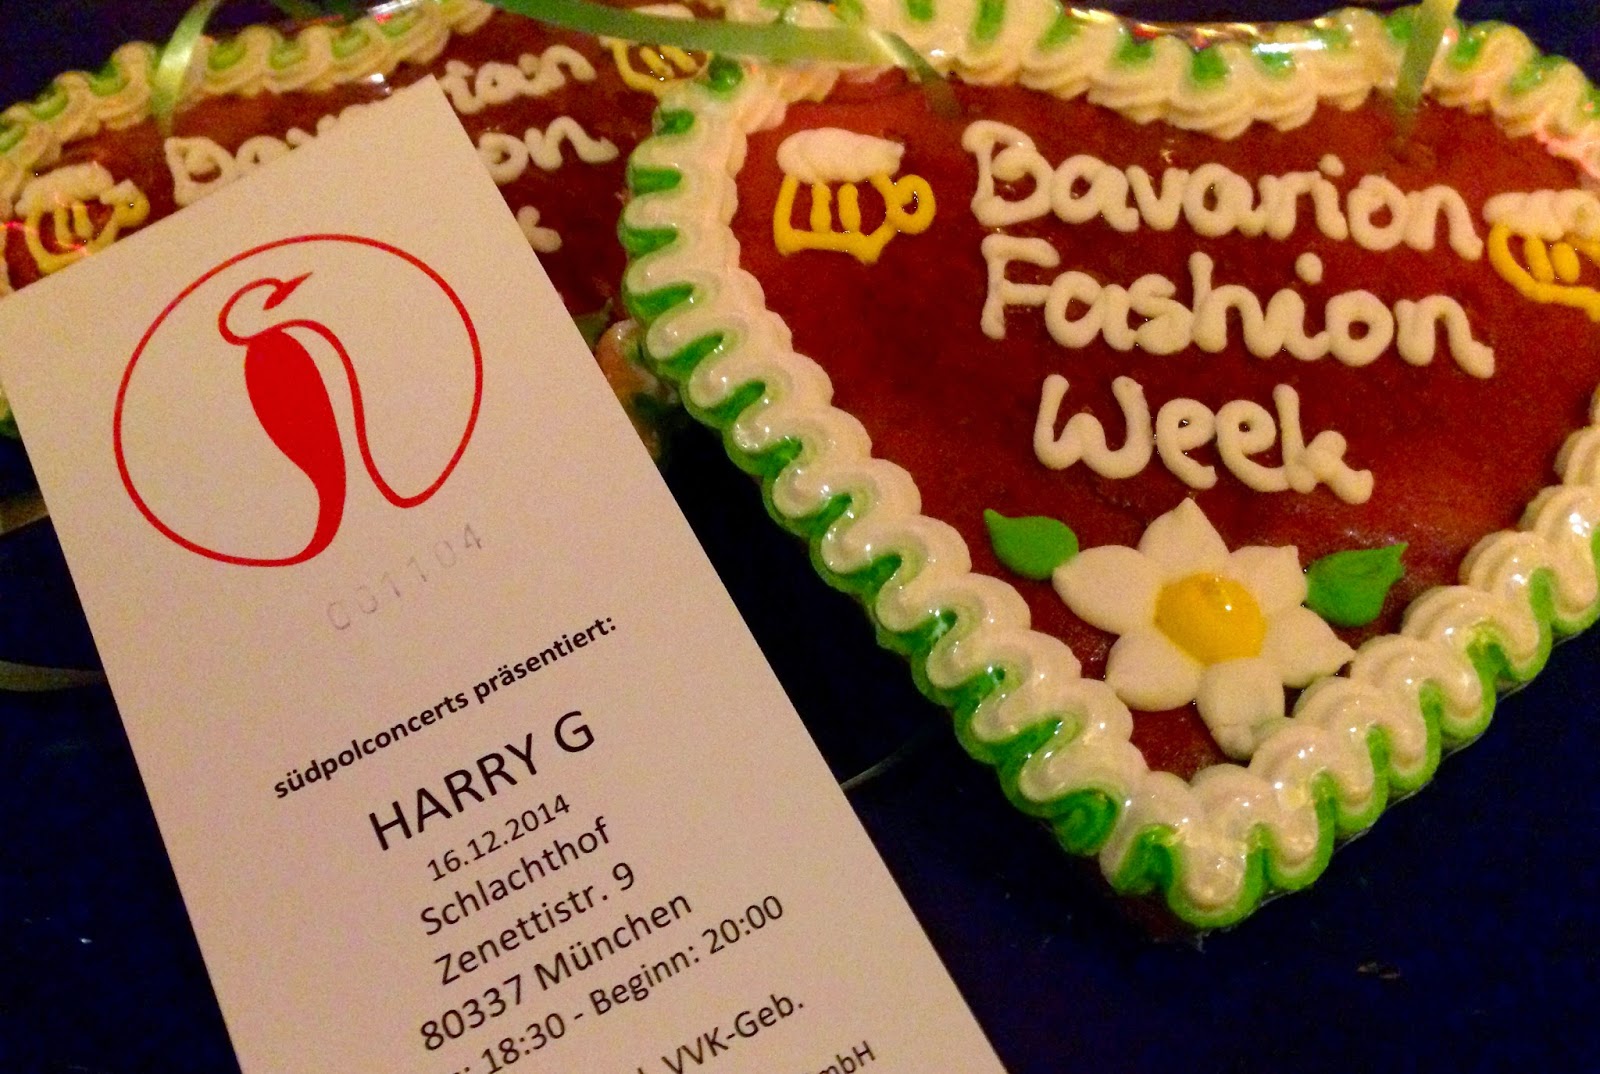 001104
südpolconcerts präsentiert:
HARRY G
16.12.2014
Schlachthof
Zenettistr. 9
80337 München
18:30 - Beginn: 20:00
VVK-Geb.
Bavarion
Fashion
Week